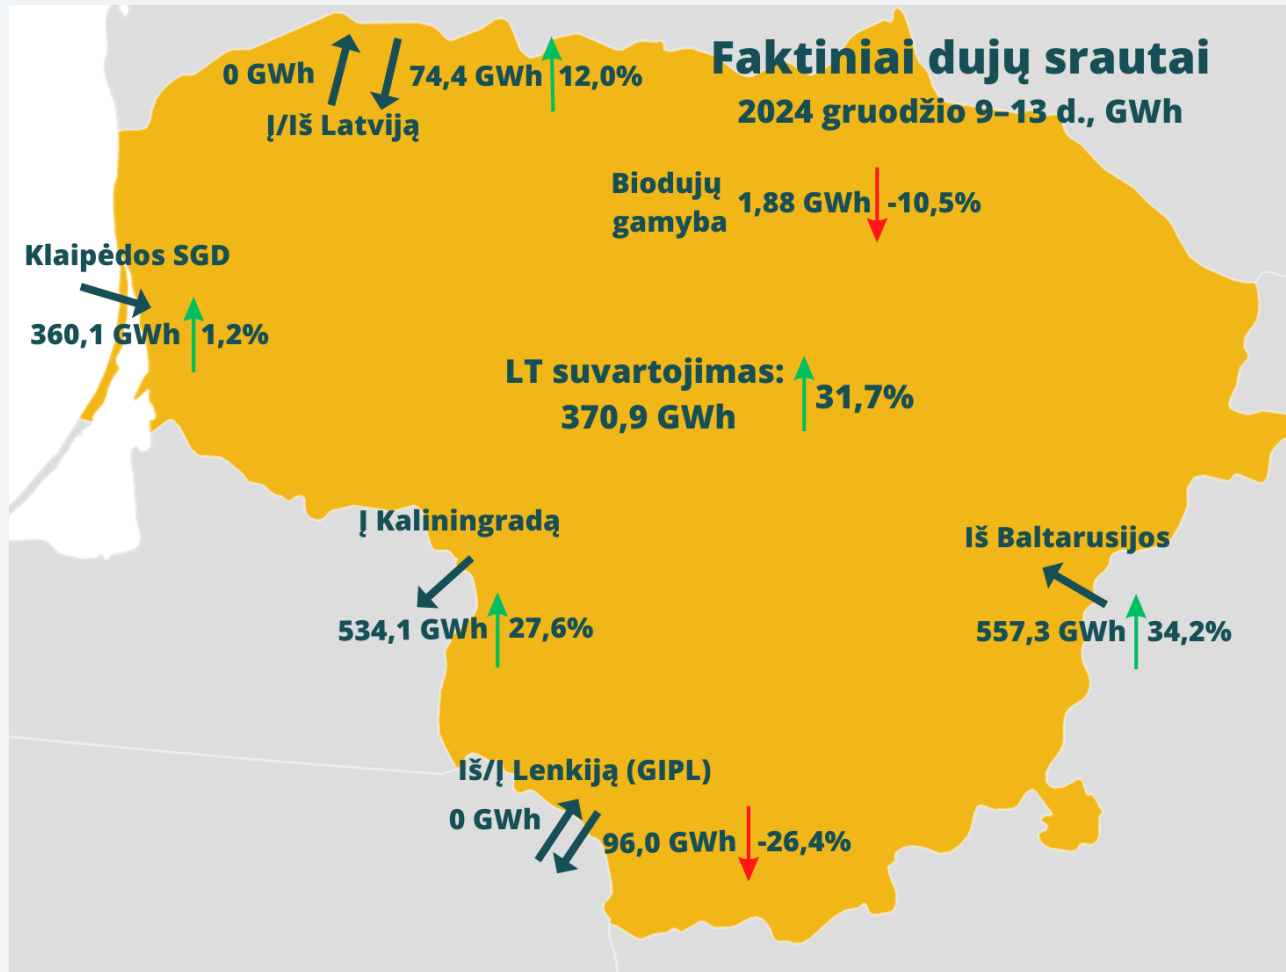 Faktiniai dujų srautai
2024 gruodžio 9–13 d., GWh
0 GWh
74,4 GWh 12,0%
Į/Iš Latviją
Biodujų
gamyba
1,88 GWh -10,5%
Klaipėdos SGD
360,1 GWh 1,2%
LT suvartojimas:
370,9 GWh
31,7%
Į Kaliningradą
534,1 GWh 27,6%
Iš Baltarusijos
557,3 GWh 34,2%
Iš/Į Lenkiją (GIPL)
0 GWh
96,0 GWh -26,4%